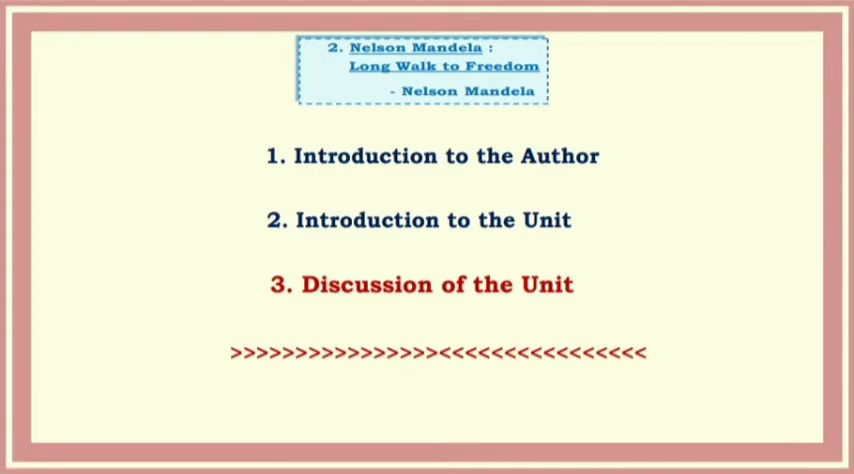 2. Nelson Mandela :
Long Walk to Freedom
- Nelson Mandela
1. Introduction to the Author
2. Introduction to the Unit
3. Discussion of the Unit
>>>>>>>>>>>>>>>><<<<<<<<<<<<<<<<